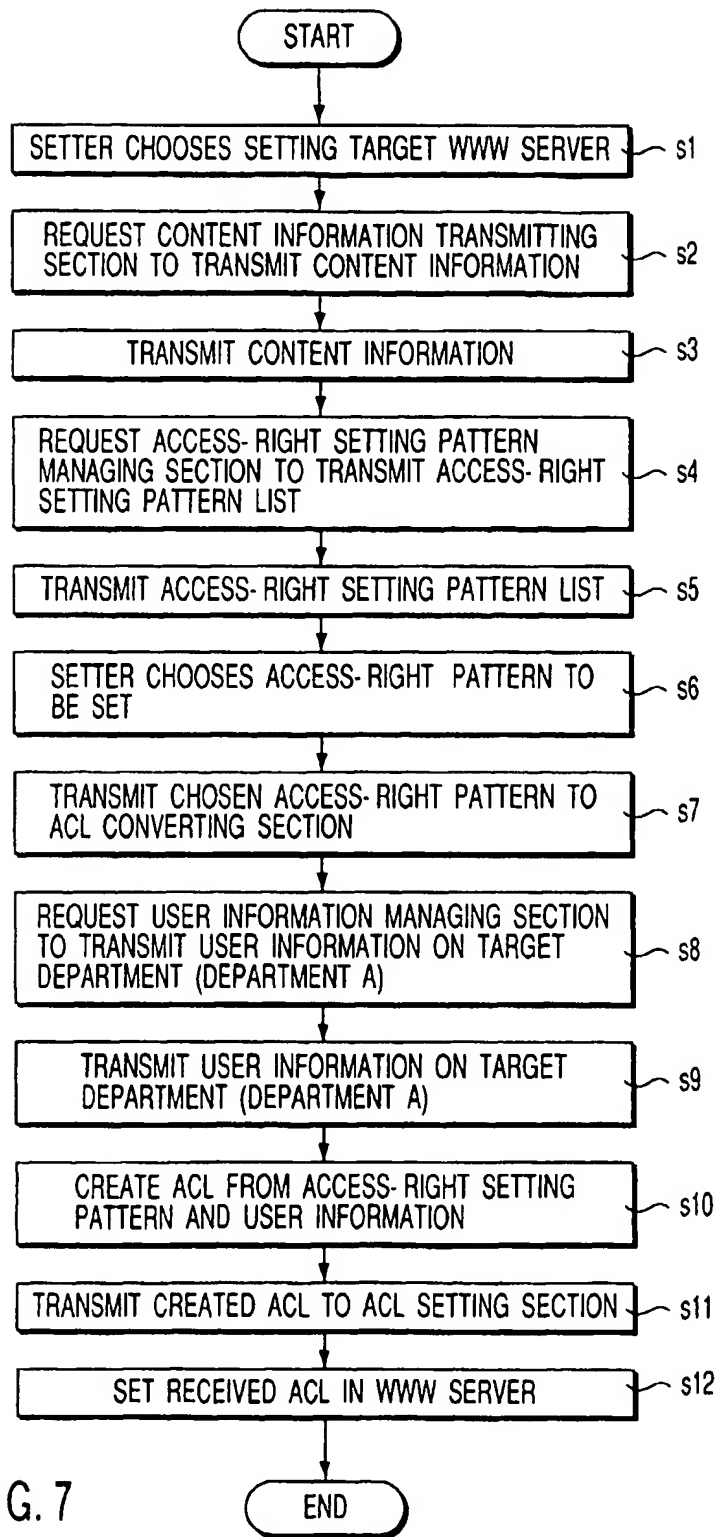 START
SETTER CHOOSES SETTING TARGET WWW SERVER s1
REQUEST CONTENT INFORMATION TRANSMITTING
SECTION TO TRANSMIT CONTENT INFORMATION s2
TRANSMIT CONTENT INFORMATION s3
REQUEST ACCESS-RIGHT SETTING PATTERN
MANAGING SECTION TO TRANSMIT ACCESS-RIGHT
SETTING PATTERN LIST s4
TRANSMIT ACCESS-RIGHT SETTING PATTERN LIST s5
SETTER CHOOSES ACCESS-RIGHT PATTERN TO
BE SET s6
TRANSMIT CHOSEN ACCESS-RIGHT PATTERN TO
ACL CONVERTING SECTION s7
REQUEST USER INFORMATION MANAGING SECTION
TO TRANSMIT USER INFORMATION ON TARGET
DEPARTMENT (DEPARTMENT A) s8
TRANSMIT USER INFORMATION ON TARGET
DEPARTMENT (DEPARTMENT A) s9
CREATE ACL FROM ACCESS-RIGHT SETTING
PATTERN AND USER INFORMATION s10
TRANSMIT CREATED ACL TO ACL SETTING SECTION s11
SET RECEIVED ACL IN WWW SERVER s12
END
G. 7